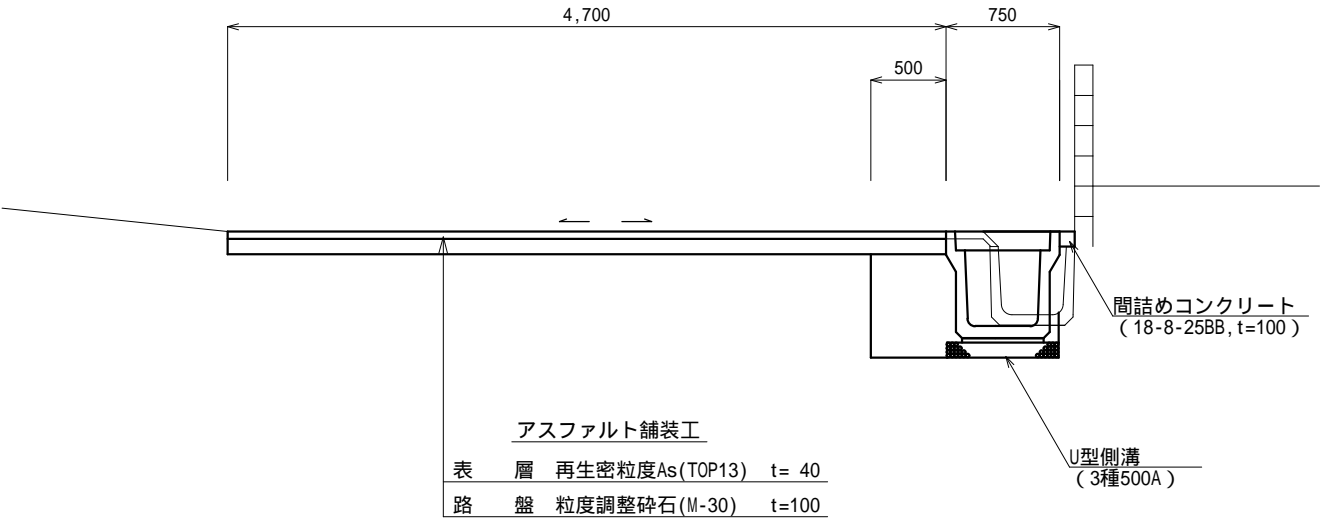 4,700
750
500
間詰めコンクリート
(18-8-25BB, t=100)
アスファルト舗装工
表 層 再生密粒度As(TOP13) t= 40
路 盤 粒度調整砕石(M-30) t=100
U型側溝
(3種500A)